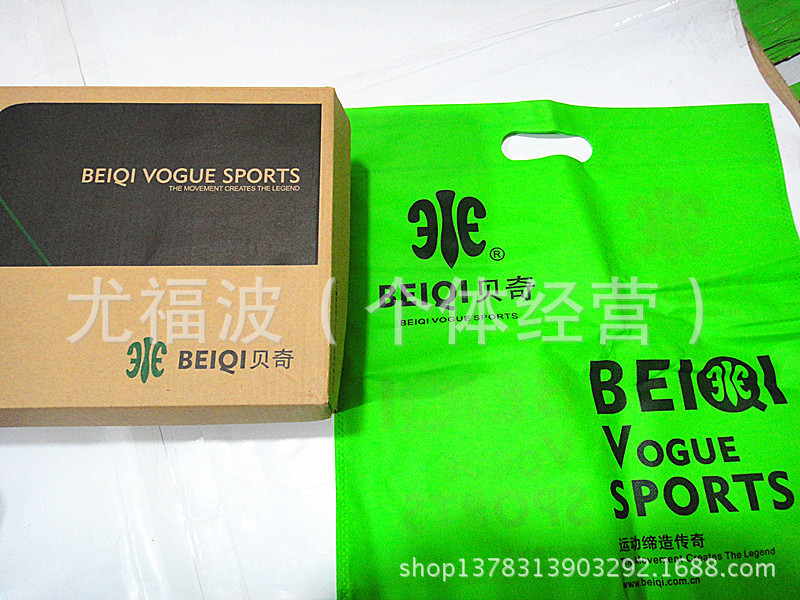 BEIQI VOGUE SPORTS
THE MOVEMENT CREATES THE LEGEND
BEIQI贝奇
®
BEIQI贝奇
BEIQI VOGUE SPORTS
尤福波（个体经营）
BEIQI
VOGUE
SPORTS
运动缔造传奇
The Movement Creates The Legend
www.beiqi.com.cn
shop1378313903292.1688.com